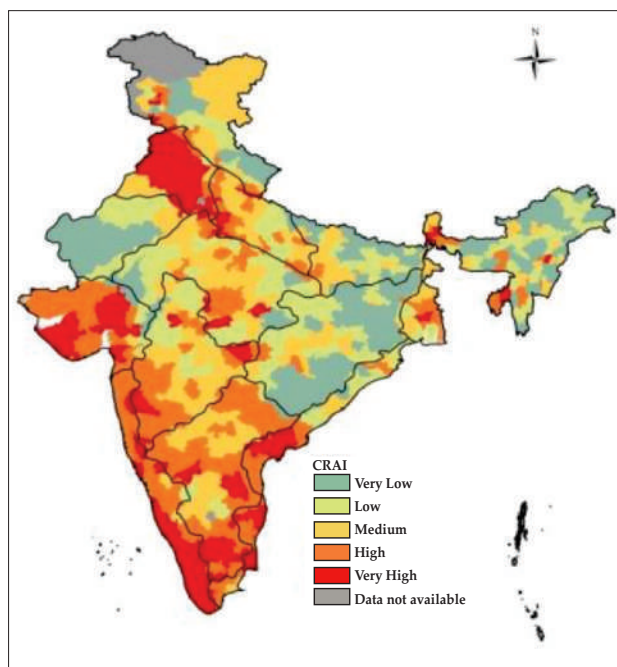 N
CRAI
Very Low
Low
Medium
High
Very High
Data not available